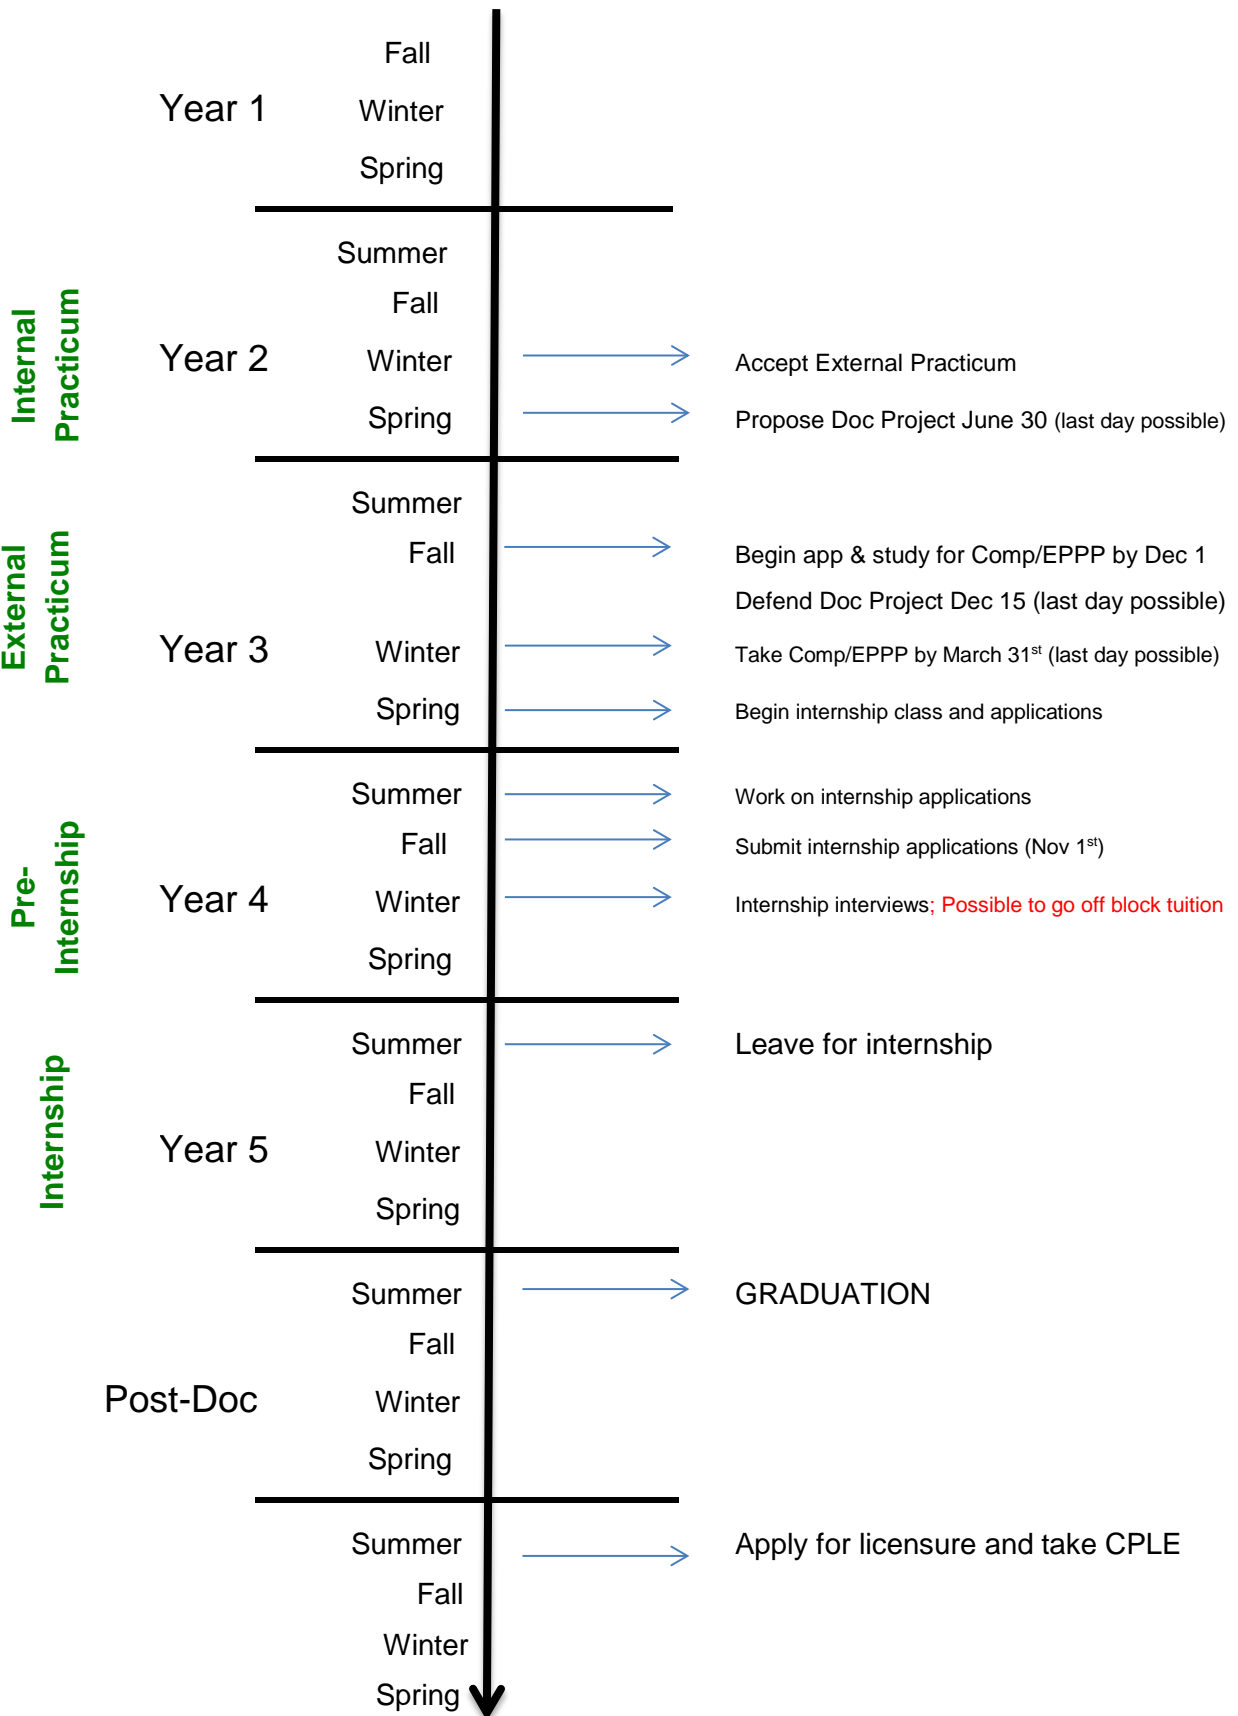 Fall
Year 1
Winter
Spring
Summer
Fall
Internal
Practicum
Year 2
Winter
Accept External Practicum
Spring
Propose Doc Project June 30 (last day possible)
Summer
Fall
Begin app & study for Comp/EPPP by Dec 1
Defend Doc Project Dec 15 (last day possible)
External
Practicum
Year 3
Winter
Take Comp/EPPP by March 31st (last day possible)
Spring
Begin internship class and applications
Summer
Work on internship applications
Fall
Submit internship applications (Nov 1st)
Pre-
Internship
Year 4
Winter
Internship interviews; Possible to go off block tuition
Spring
Summer
Leave for internship
Fall
Internship
Year 5
Winter
Spring
Summer
GRADUATION
Fall
Post-Doc
Winter
Spring
Summer
Apply for licensure and take CPLE
Fall
Winter
Spring